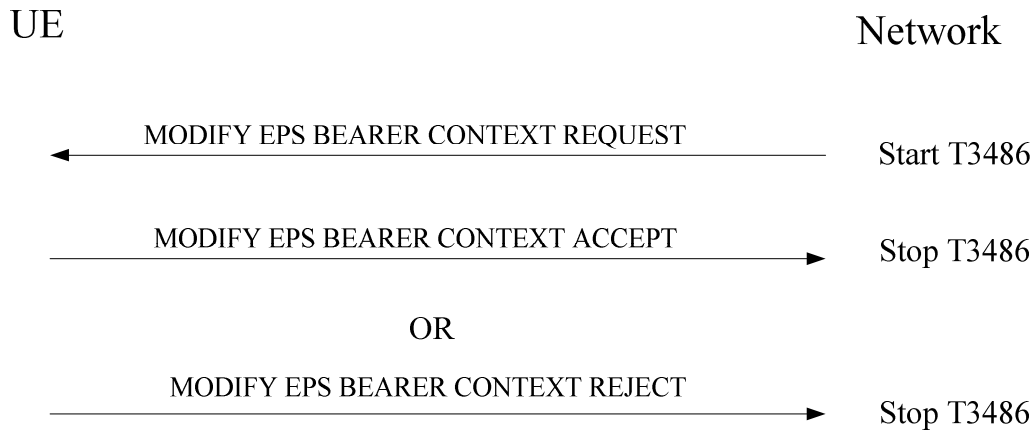 UE
Network
MODIFY EPS BEARER CONTEXT REQUEST
Start T3486
MODIFY EPS BEARER CONTEXT ACCEPT
Stop T3486
OR
MODIFY EPS BEARER CONTEXT REJECT
Stop T3486